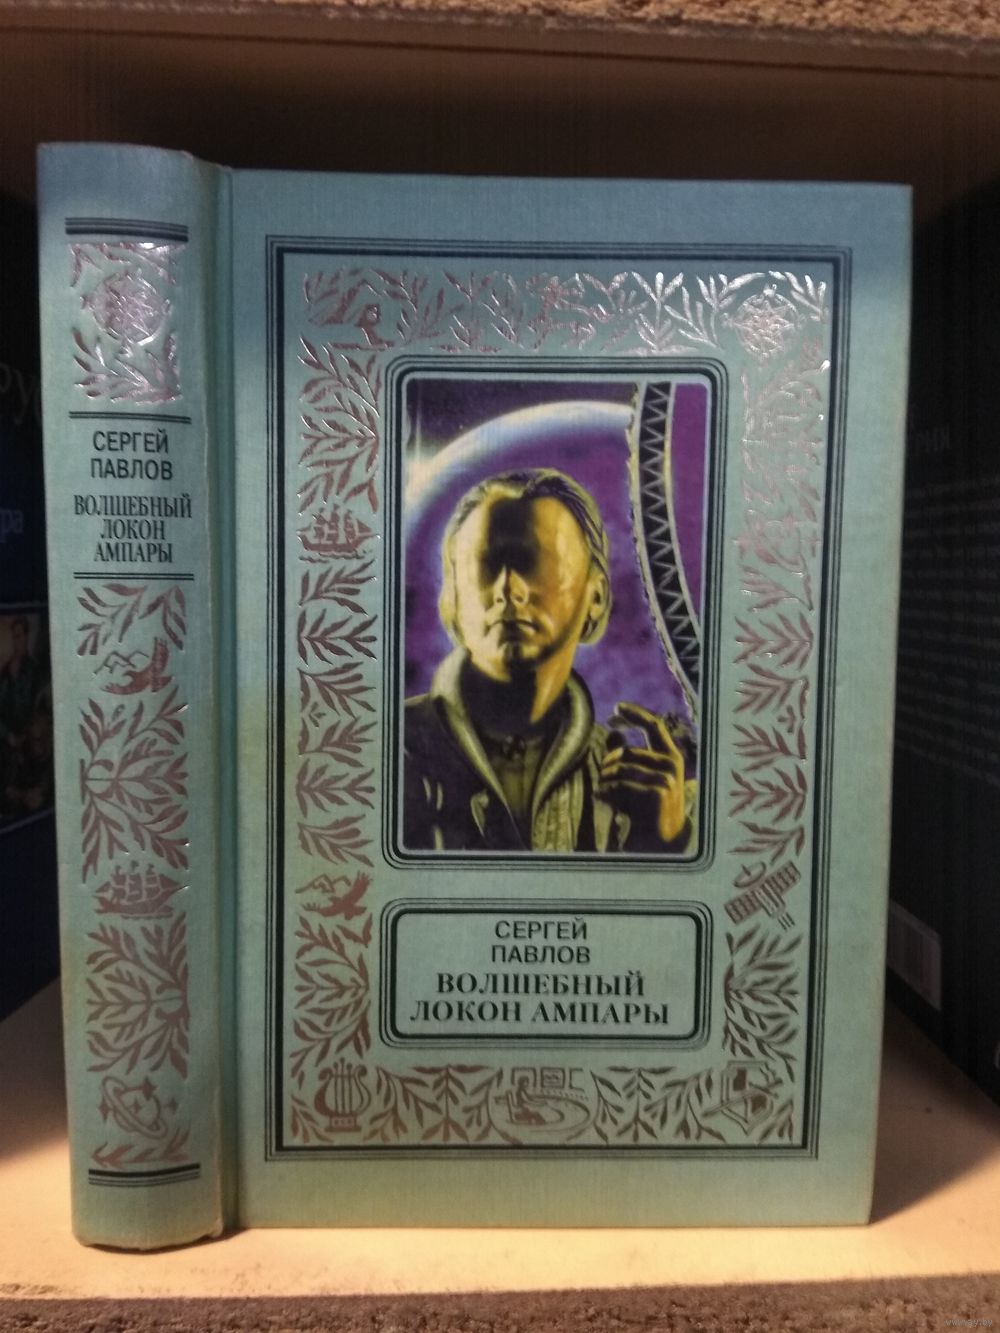 СЕРГЕЙ
ПАВЛОВ
ВОЛШЕБНЫЙ
ЛОКОН
АМПАРЫ
СЕРГЕЙ
ПАВЛОВ
ВОЛШЕБНЫЙ
ЛОКОН АМПАРЫ